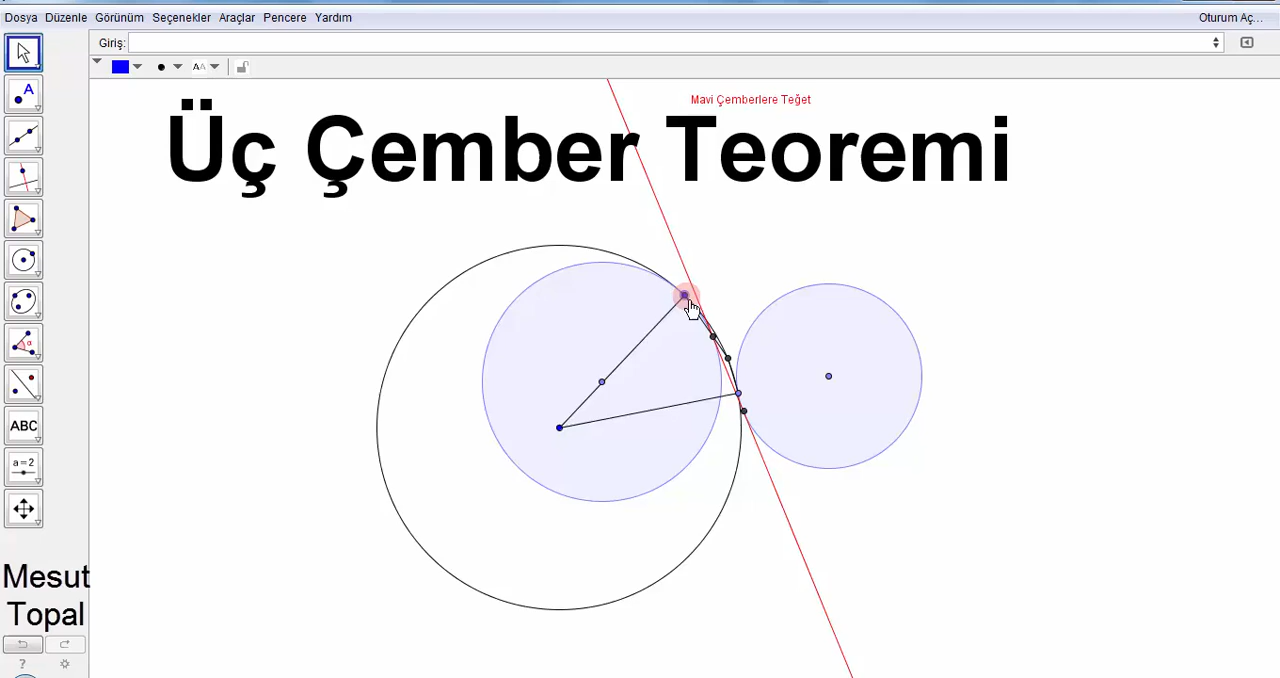 Dosya Düzenle Görünüm Seçenekler Araçlar Pencere Yardım Oturum Aç...
Giriş:
AA
Mavi Çemberlere Teğet
Üç Çember Teoremi
A
α
ABC
a=2
Mesut
Topal
?